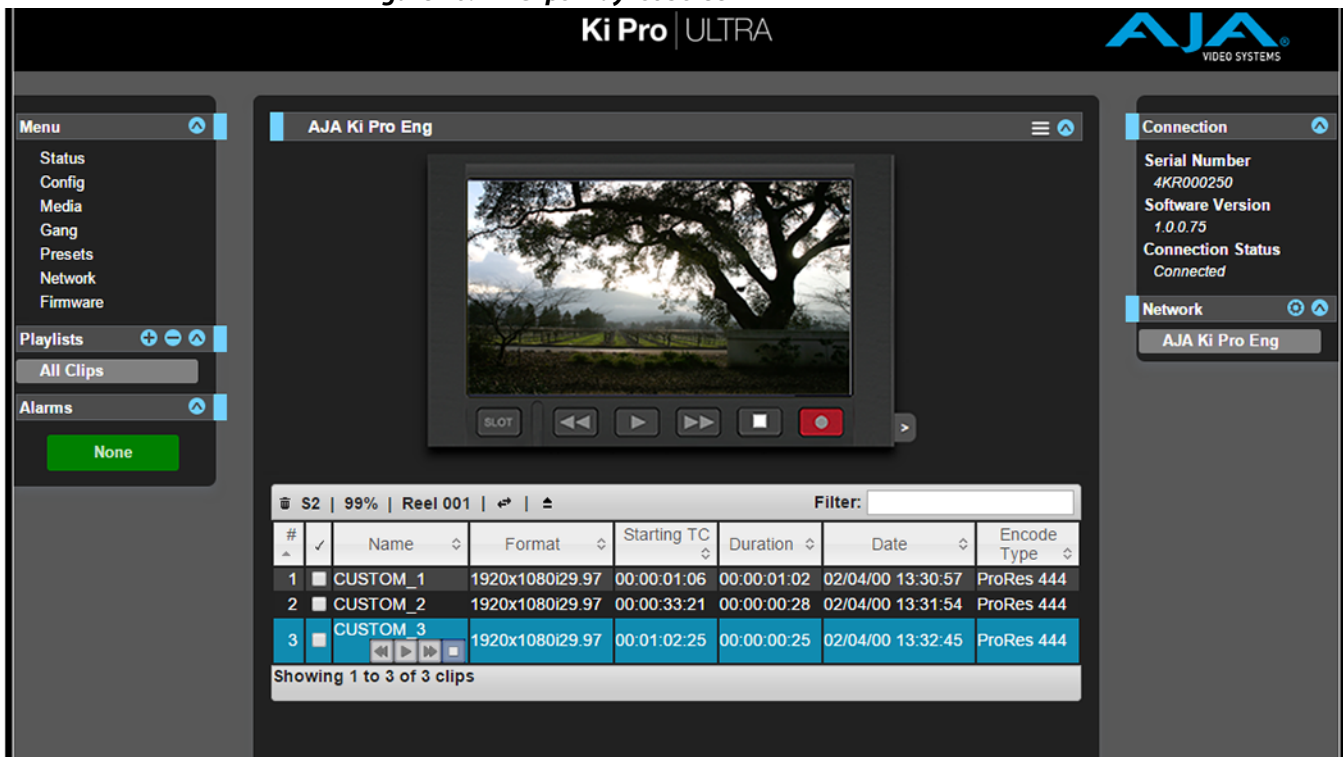 Ki Pro | ULTRA
AJA
VIDEO SYSTEMS
Menu
Status
Config
Media
Gang
Presets
Network
Firmware
Playlists
All Clips
Alarms
None
AJA Ki Pro Eng
SLOT
>
S2 | 99% | Reel 001 | |
Filter:
# ✓ Name Format Starting TC Duration Date Encode Type
1 CUSTOM_1 1920x1080i29.97 00:00:01:06 00:00:01:02 02/04/00 13:30:57 ProRes 444
2 CUSTOM_2 1920x1080i29.97 00:00:33:21 00:00:00:28 02/04/00 13:31:54 ProRes 444
3 CUSTOM_3 1920x1080i29.97 00:01:02:25 00:00:00:25 02/04/00 13:32:45 ProRes 444
Showing 1 to 3 of 3 clips
Connection
Serial Number
4KR000250
Software Version
1.0.0.75
Connection Status
Connected
Network
AJA Ki Pro Eng